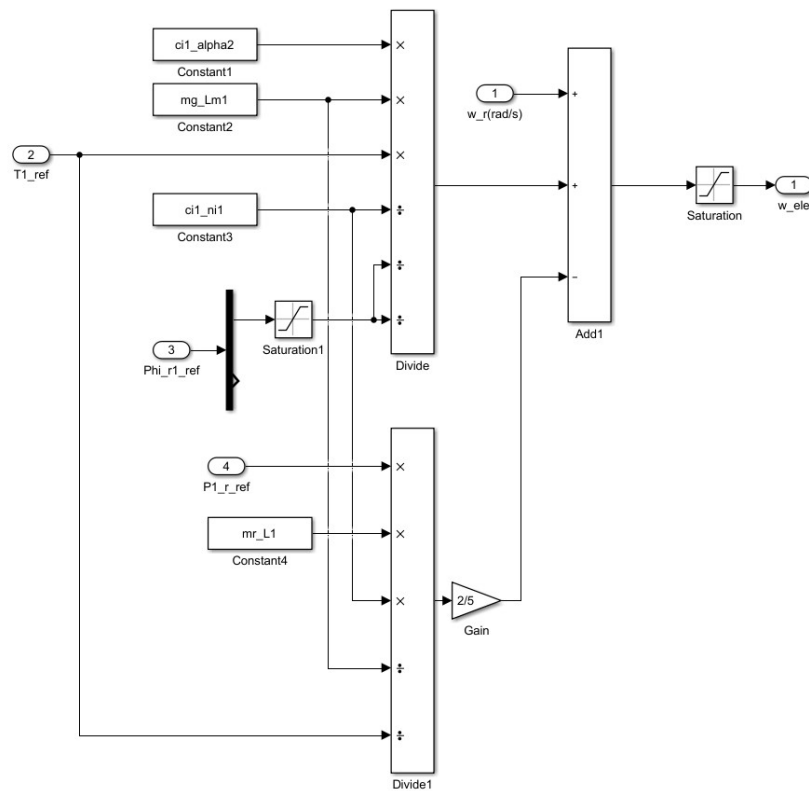 ci1_alpha2
×
Constant1
mg_Lm1
×
1
+
Constant2
w_r(rad/s)
2
×
T1_ref
+
1
ci1_ni1
÷
Saturation
w_ele
Constant3
÷
−
÷
Saturation1
Add1
3
Divide
Phi_r1_ref
4
×
P1_r_ref
mr_L1
×
Constant4
×
2/5
Gain
÷
÷
Divide1